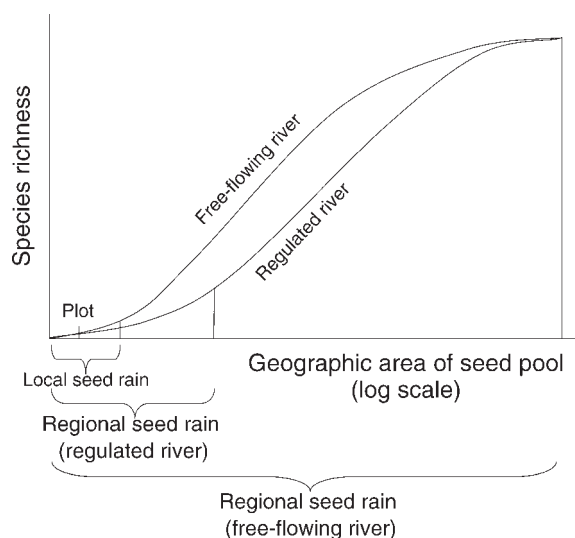 Species richness
Free-flowing river
Regulated river
Plot
Local seed rain
Geographic area of seed pool
(log scale)
Regional seed rain
(regulated river)
Regional seed rain
(free-flowing river)